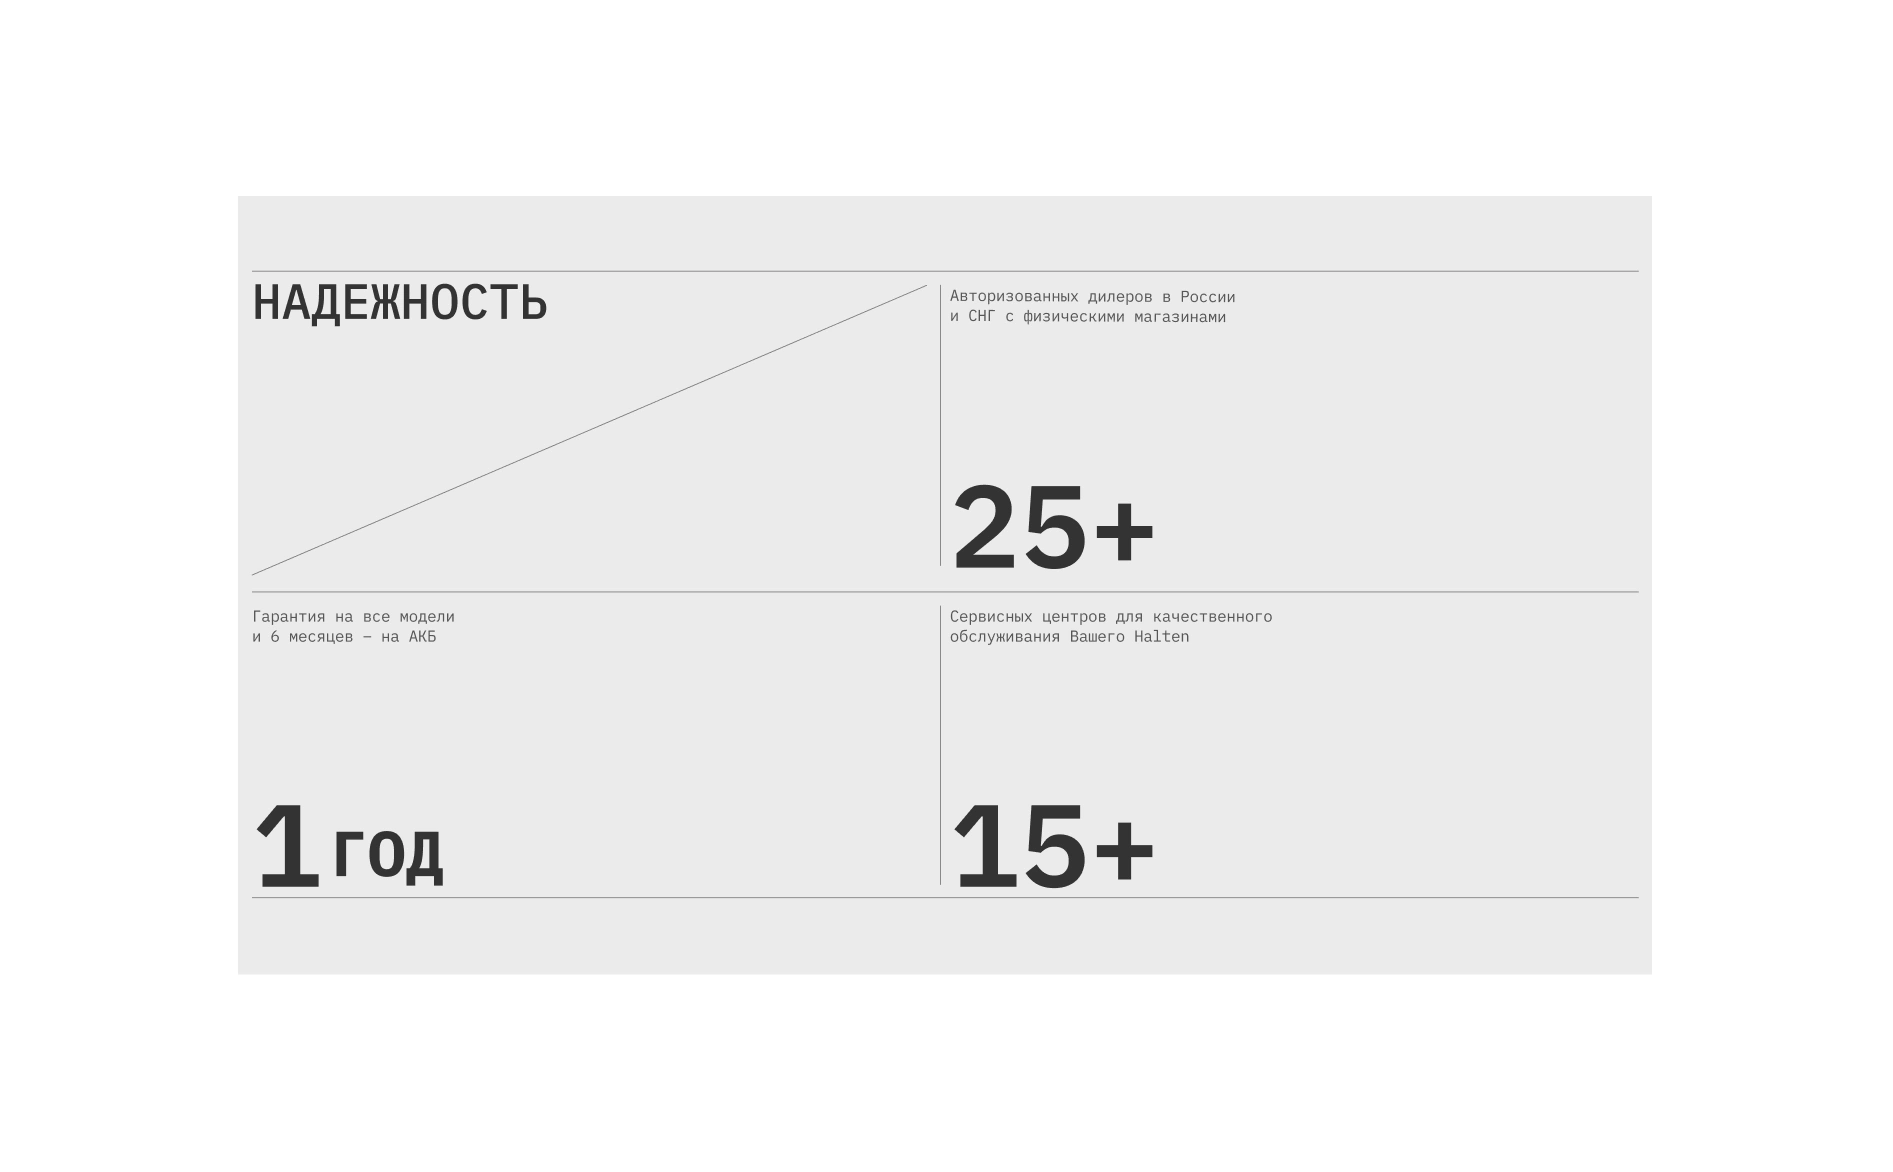 НАДЕЖНОСТЬ
Авторизованных дилеров в России
и СНГ с физическими магазинами
25+
Гарантия на все модели
и 6 месяцев – на АКБ
1 год
Сервисных центров для качественного
обслуживания Вашего Halten
15+